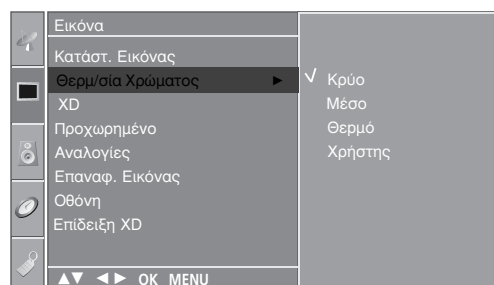 Εικόνα
Κατάστ. Εικόνας
Θερμ/σία Χρώματος ►
XD
Προχωρημένο
Αναλογίες
Επαναφ. Εικόνας
Οθόνη
Επίδειξη XD
▲▼ ◄► OK MENU
√ Κρύο
Μέσο
Θερμό
Χρήστης